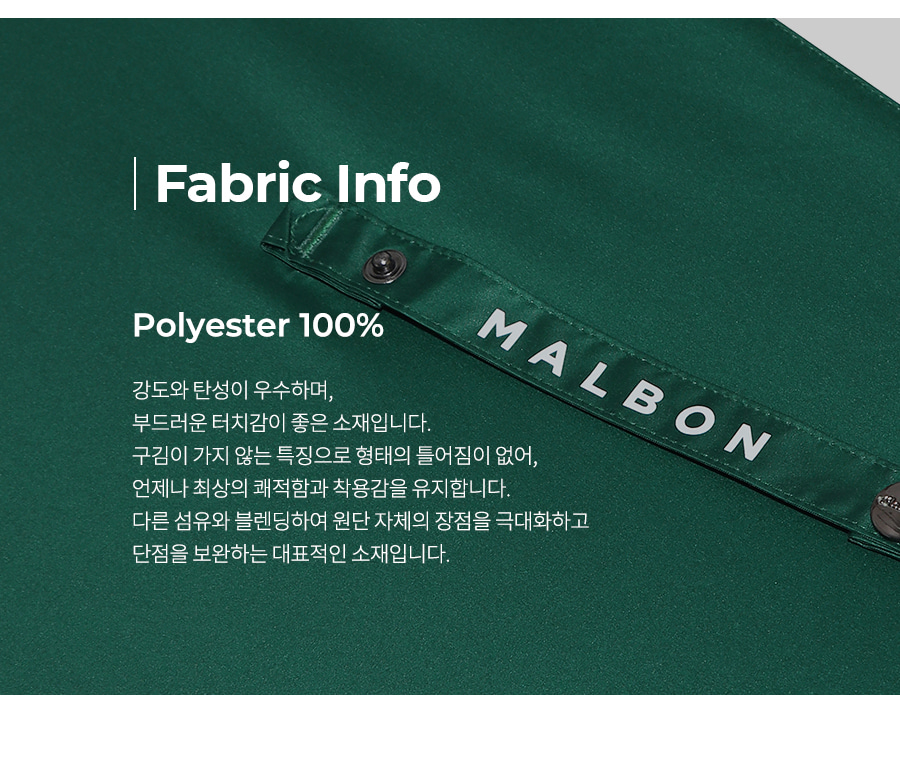 Fabric Info
Polyester 100%
MALBON
강도와 탄성이 우수하며,
부드러운 터치감이 좋은 소재입니다.
구김이 가지 않는 특징으로 형태의 틀어짐이 없어,
언제나 최상의 쾌적함과 착용감을 유지합니다.
다른 섬유와 블렌딩하여 원단 자체의 장점을 극대화하고
단점을 보완하는 대표적인 소재입니다.